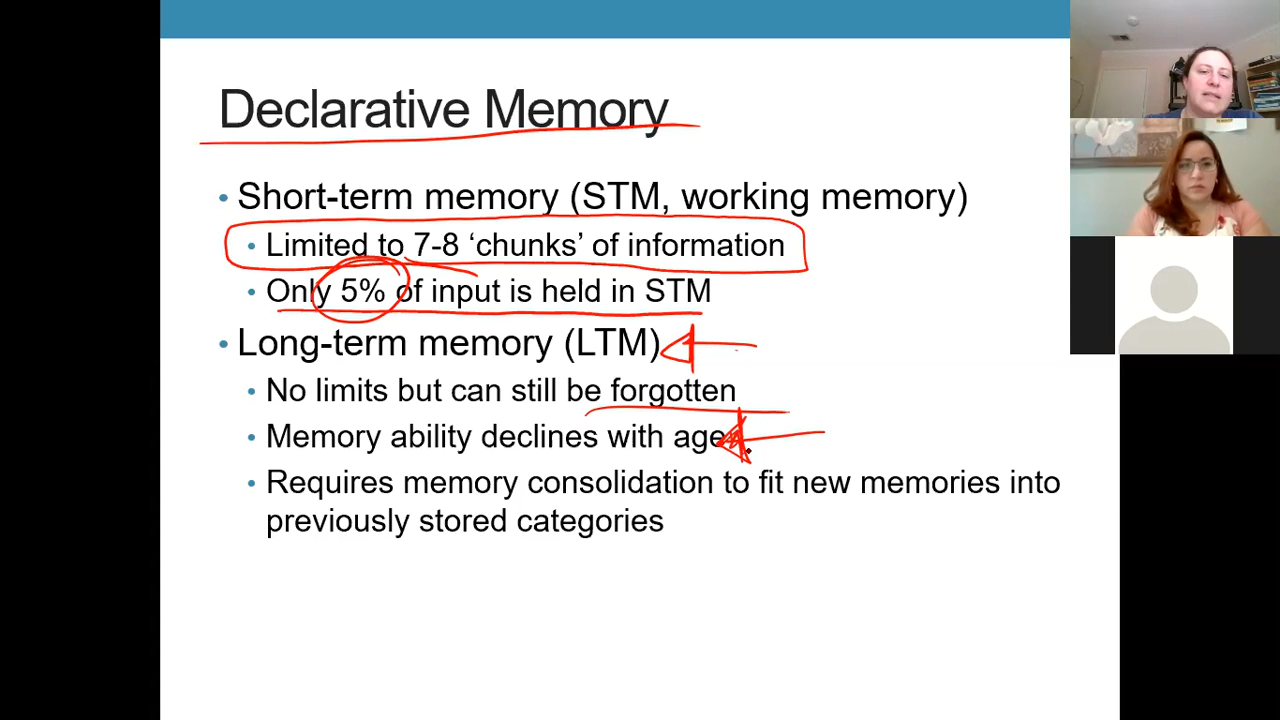 Declarative Memory
• Short-term memory (STM, working memory)
• Limited to 7-8 ‘chunks’ of information
• Only 5% of input is held in STM
• Long-term memory (LTM)
• No limits but can still be forgotten
• Memory ability declines with age
• Requires memory consolidation to fit new memories into
previously stored categories